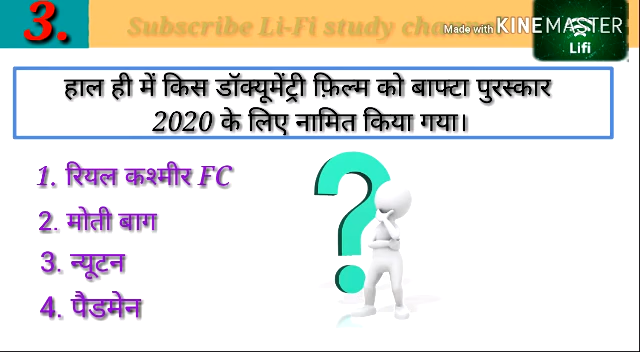 3.
Subscribe Li-Fi study cha
Made with KINEMASTER
Lifi
हाल ही में किस डॉक्यूमेंट्री फ़िल्म को बाफ्टा पुरस्कार
2020 के लिए नामित किया गया।
1. रियल कश्मीर FC
2. मोती बाग
3. न्यूटन
4. पैडमेन